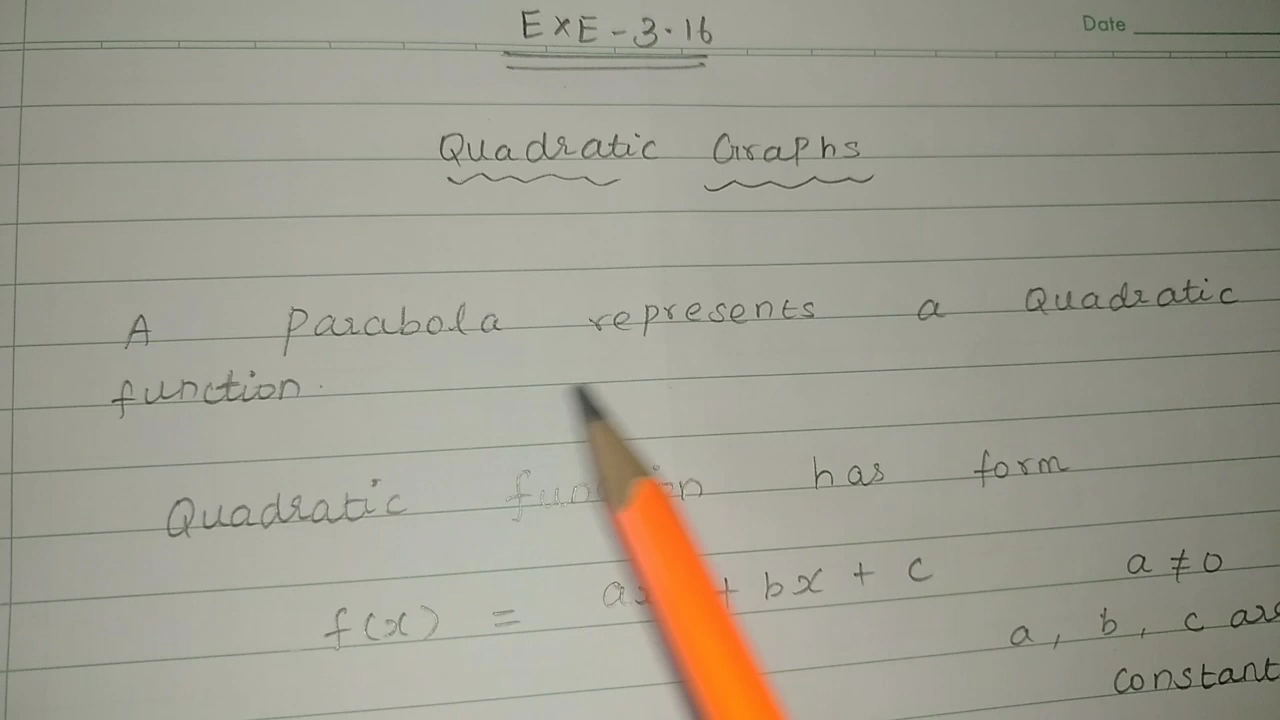 EXE-3.16
Date
Quadratic Graphs
A Parabola represents a Quadratic
function.
Quadratic has form
f(x) = + bx + c a ≠ 0
a, b, c
constant